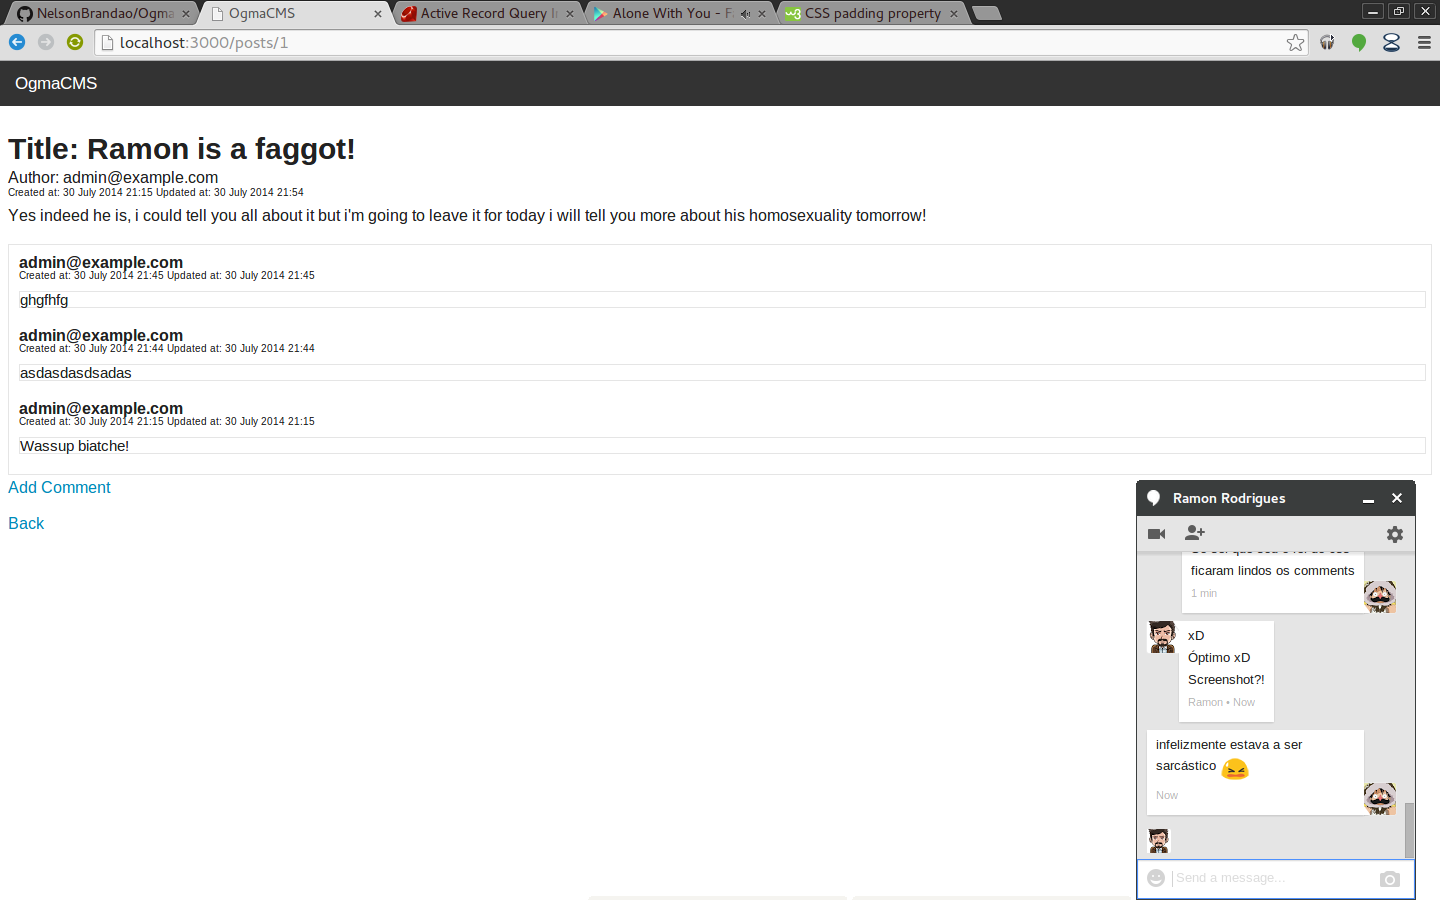 NelsonBrandao/Ogma
OgmaCMS
Active Record Query In
Alone With You - F
CSS padding property
localhost:3000/posts/1
OgmaCMS
Title: Ramon is a faggot!
Author: admin@example.com
Created at: 30 July 2014 21:15 Updated at: 30 July 2014 21:54
Yes indeed he is, i could tell you all about it but i'm going to leave it for today i will tell you more about his homosexuality tomorrow!
admin@example.com
Created at: 30 July 2014 21:45 Updated at: 30 July 2014 21:45
ghgfhfg
admin@example.com
Created at: 30 July 2014 21:44 Updated at: 30 July 2014 21:44
asdasdasdsadas
admin@example.com
Created at: 30 July 2014 21:15 Updated at: 30 July 2014 21:15
Wassup biatche!
Add Comment
Back
Ramon Rodrigues
ficaram lindos os comments
1 min
xD
Óptimo xD
Screenshot?!
Ramon • Now
infelizmente estava a ser
sarcástico
Now
Send a message...